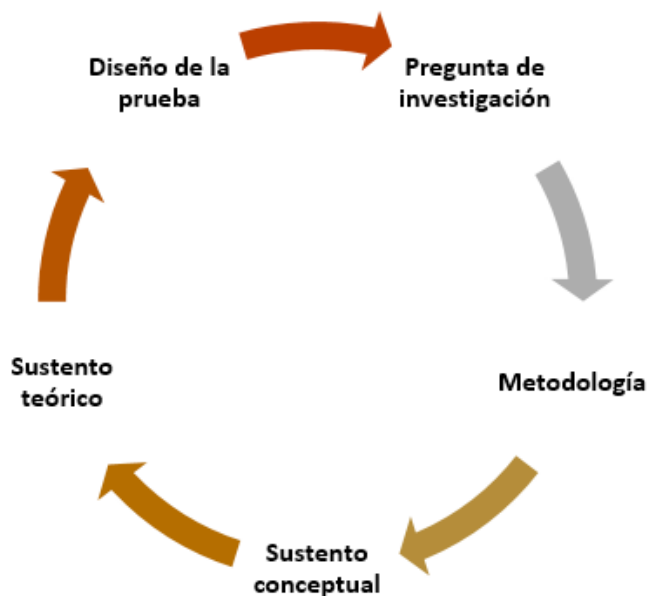 Diseño de la
prueba
Pregunta de
investigación
Metodología
Sustento
conceptual
Sustento
teórico